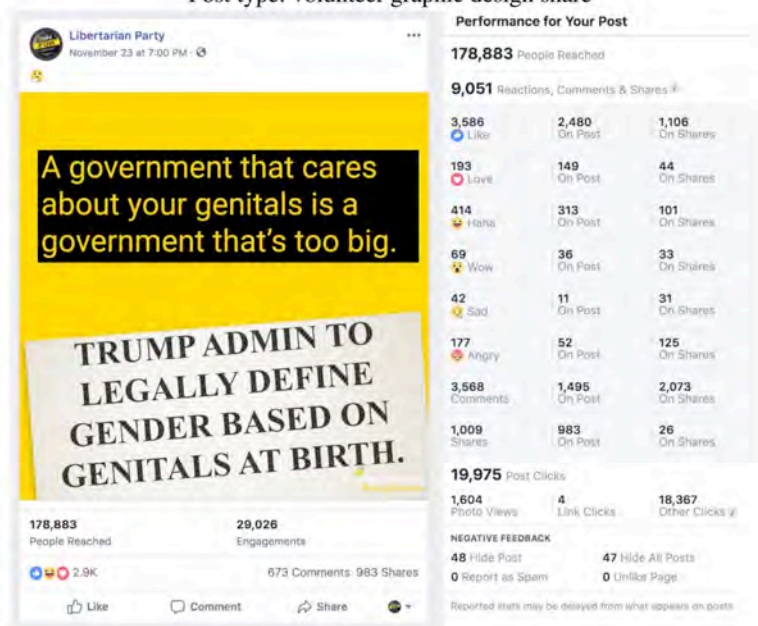 Post type: volunteer graphic design share
Libertarian Party
November 23 at 7:00 PM ·
A government that cares
about your genitals is a
government that's too big.
TRUMP ADMIN TO
LEGALLY DEFINE
GENDER BASED ON
GENITALS AT BIRTH.
178,883
People Reached
29,026
Engagements
2.9K
673 Comments 983 Shares
Like
Comment
Share
Performance for Your Post
178,883 People Reached
9,051 Reactions, Comments & Shares
3,586 2,480 1,106
Like On Post On Shares
193 149 44
Love On Post On Shares
414 313 101
Haha On Post On Shares
69 36 33
Wow On Post On Shares
42 11 31
Sad On Post On Shares
177 52 125
Angry On Post On Shares
3,568 1,495 2,073
Comments On Post On Shares
1,009 983 26
Shares On Post On Shares
19,975 Post Clicks
1,604 4 18,367
Photo Views Link Clicks Other Clicks
NEGATIVE FEEDBACK
48 Hide Post 47 Hide All Posts
0 Report as Spam 0 Unlike Page
Reported stats may be delayed from what appears on posts